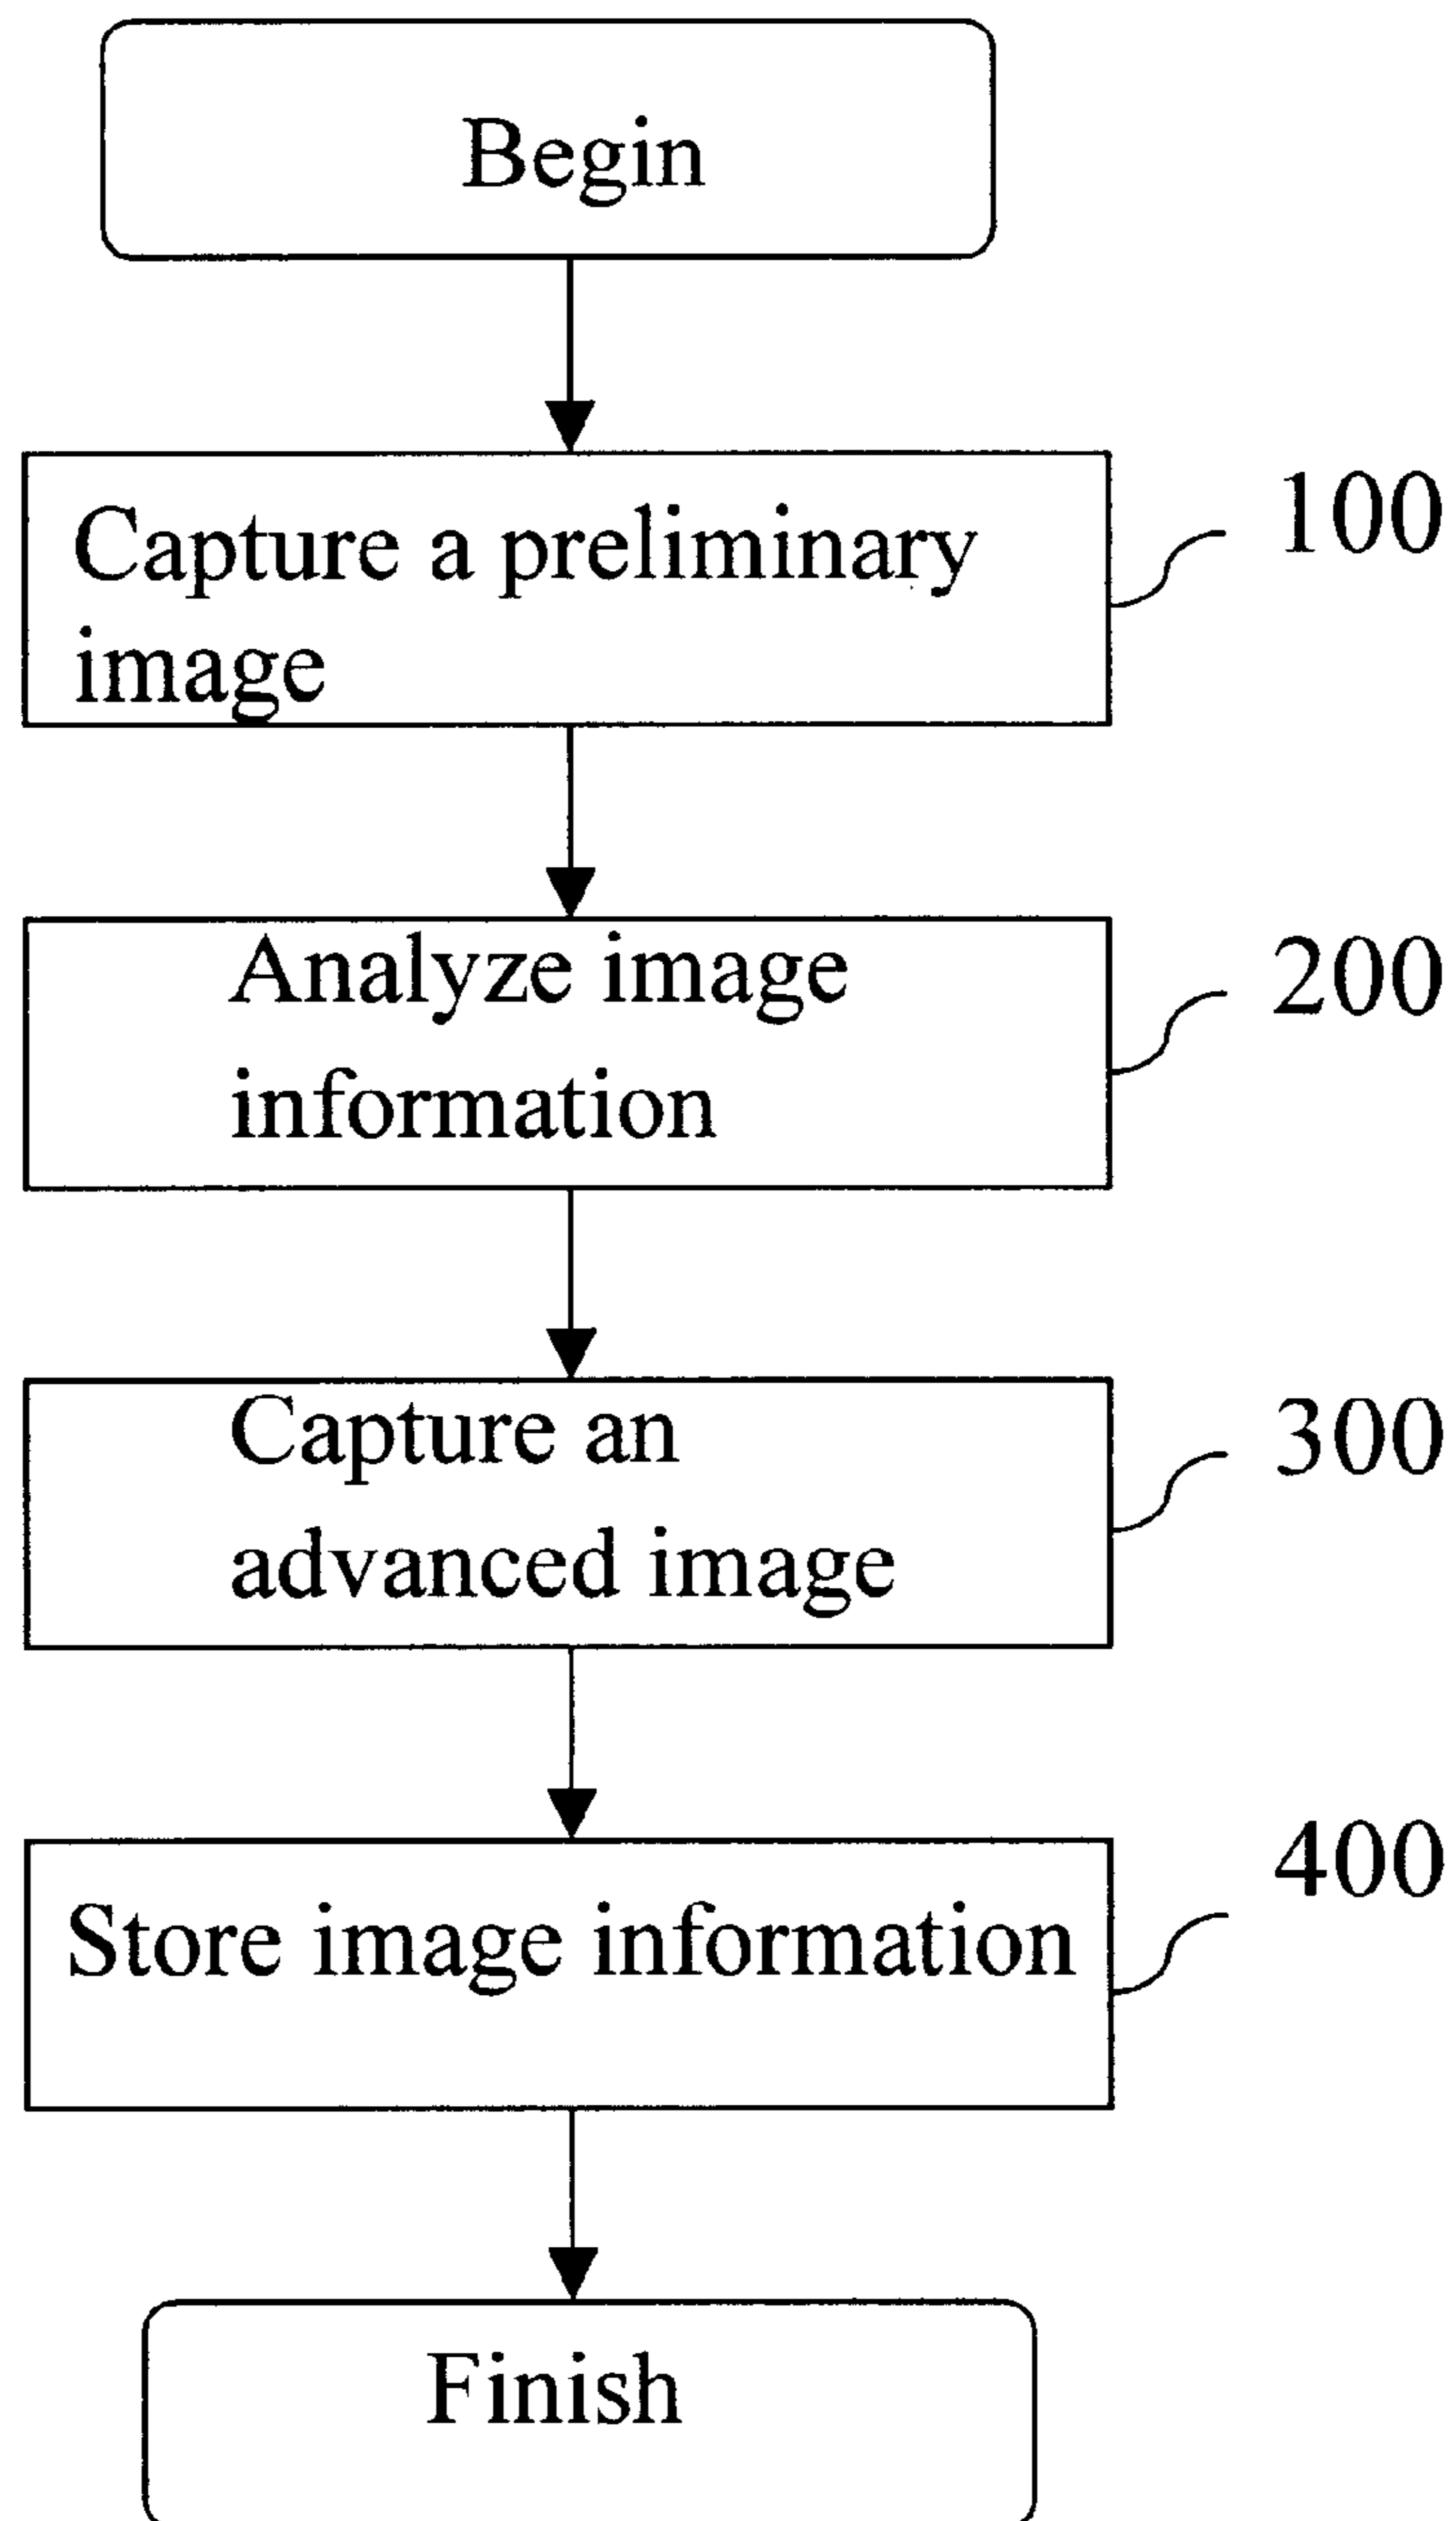 Begin
Capture a preliminary
image
100
Analyze image
information
200
Capture an
advanced image
300
Store image information
400
Finish